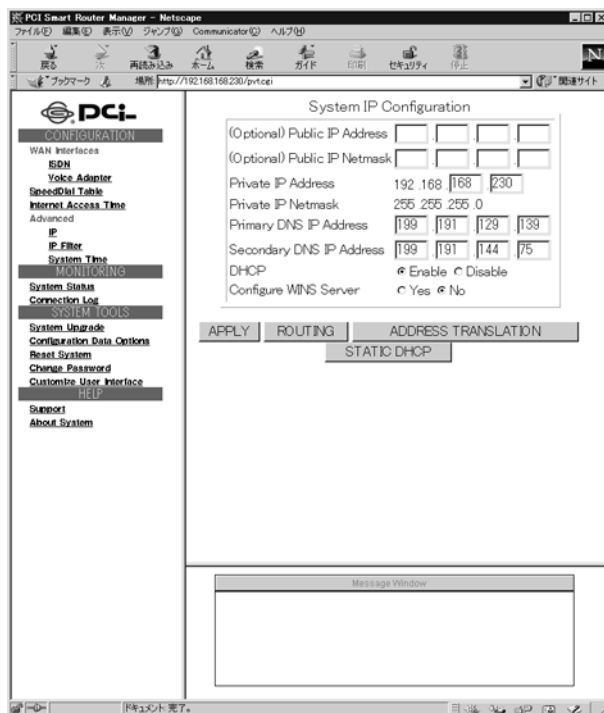 PCI Smart Router Manager - Netscape
ファイル(F) 編集(E) 表示(V) ジャンプ(G) Communicator(C) ヘルプ(H)
戻る 次 再読み込み ホーム 検索 ガイド 印刷 セキュリティ 停止
N
ブックマーク 場所 http://192.168.168.230/pvt.cgi 関連サイト
PCi
CONFIGURATION
WAN Interfaces
ISDN
Voice Adapter
SpeedDial Table
Internet Access Time
Advanced
IP
IP Filter
System Time
MONITORING
System Status
Connection Log
SYSTEM TOOLS
System Upgrade
Configuration Data Options
Reset System
Change Password
Customize User Interface
HELP
Support
About System
System IP Configuration
(Optional) Public IP Address . . .
(Optional) Public IP Netmask . . .
Private IP Address 192 .168 .168 .230
Private IP Netmask 255 .255 .255 .0
Primary DNS IP Address 199 .191 .129 .139
Secondary DNS IP Address 199 .191 .144 .75
DHCP Enable Disable
Configure WINS Server Yes No
APPLY ROUTING ADDRESS TRANSLATION
STATIC DHCP
Message Window
ドキュメント完了。